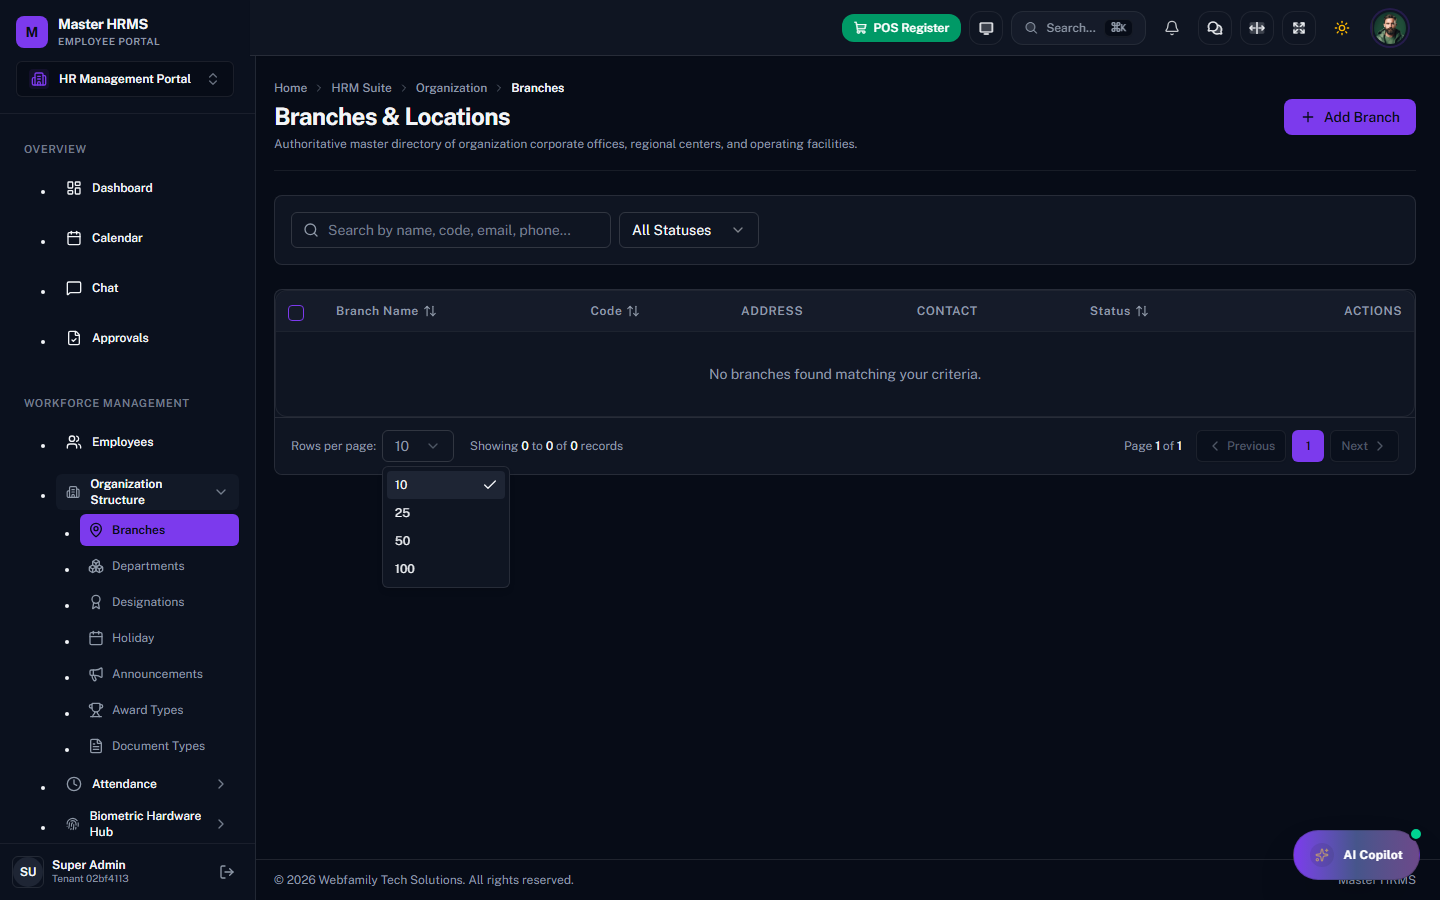 M
Master HRMS
EMPLOYEE PORTAL
HR Management Portal
POS Register
Search...
⌘K
OVERVIEW
Dashboard
Calendar
Chat
Approvals
WORKFORCE MANAGEMENT
Employees
Organization
Structure
Branches
Departments
Designations
Holiday
Announcements
Award Types
Document Types
Attendance
Biometric Hardware
Hub
SU
Super Admin
Tenant 02bf4113
Home > HRM Suite > Organization > Branches
Branches & Locations
Authoritative master directory of organization corporate offices, regional centers, and operating facilities.
Add Branch
Search by name, code, email, phone...
All Statuses
Branch Name Code ADDRESS CONTACT Status ACTIONS
No branches found matching your criteria.
Rows per page: 10 Showing 0 to 0 of 0 records
Page 1 of 1 Previous 1 Next
10
25
50
100
AI Copilot
© 2026 Webfamily Tech Solutions. All rights reserved.
Master HRMS